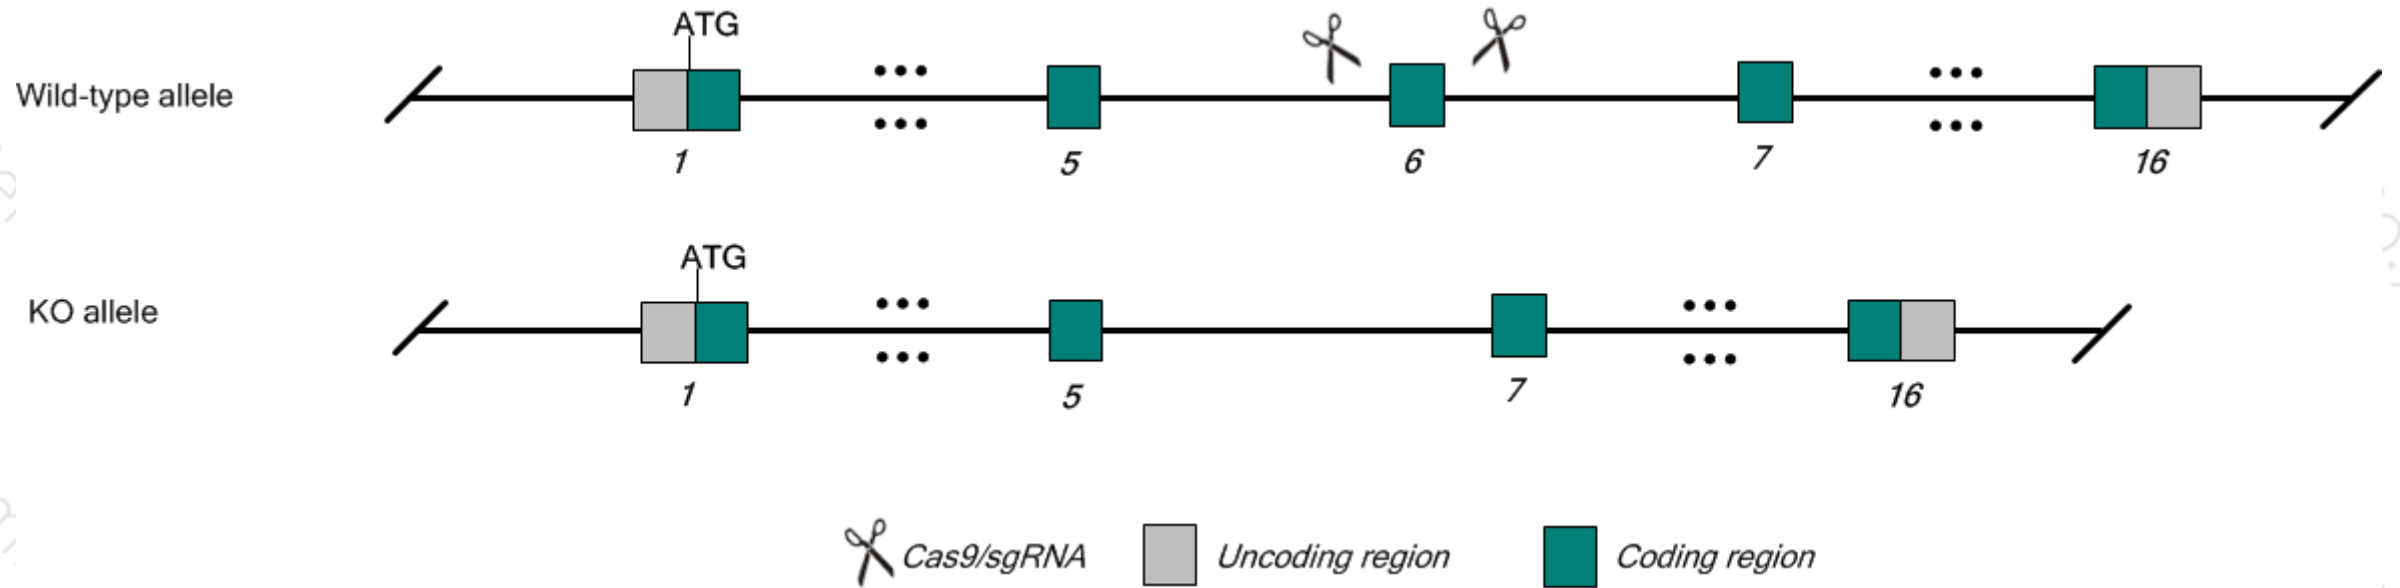 ATG
Wild-type allele
1 5 6 7 16
ATG
KO allele
1 5 7 16
Cas9/sgRNA Uncoding region Coding region